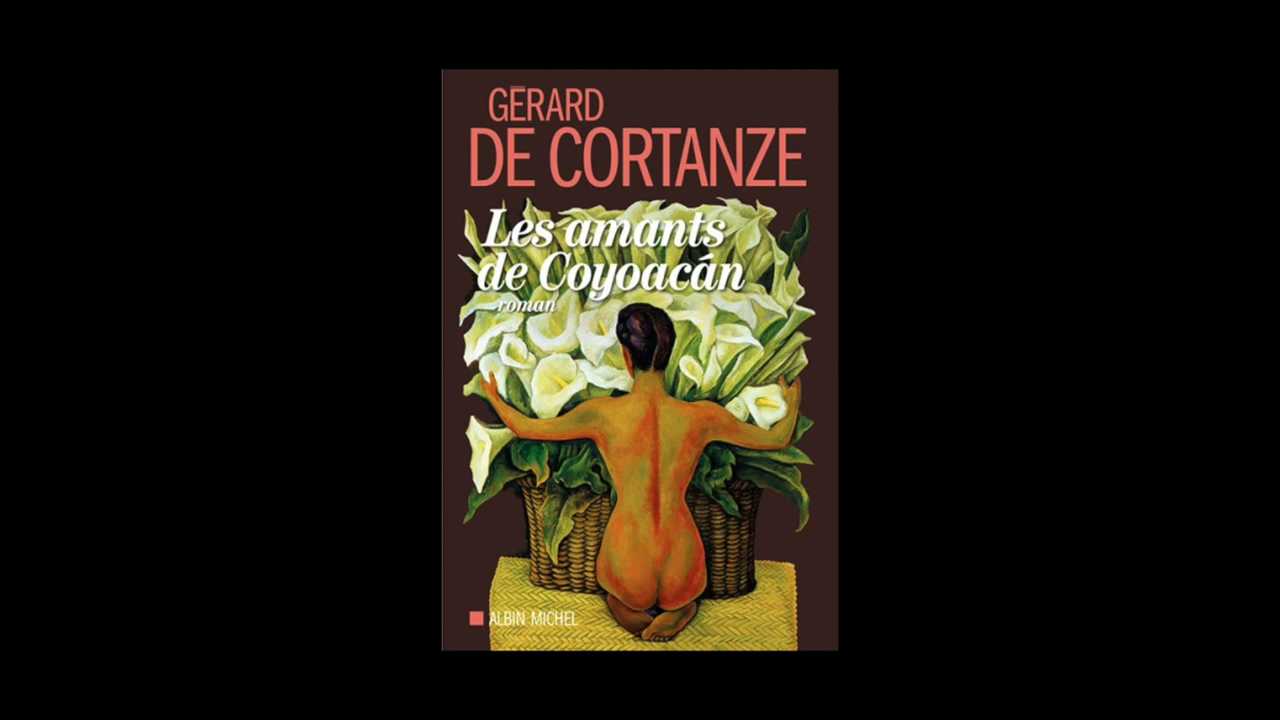 GÉRARD
DE CORTANZE
Les amants
de Coyoacán
roman
ALBIN MICHEL